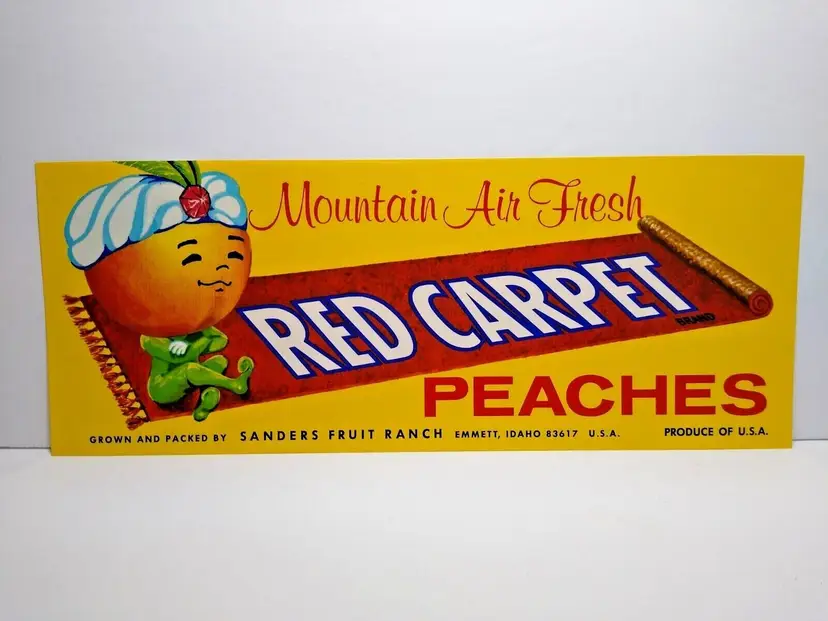 Mountain Air Fresh
RED CARPET
BRAND
PEACHES
GROWN AND PACKED BY SANDERS FRUIT RANCH EMMETT, IDAHO 83617 U.S.A. PRODUCE OF U.S.A.